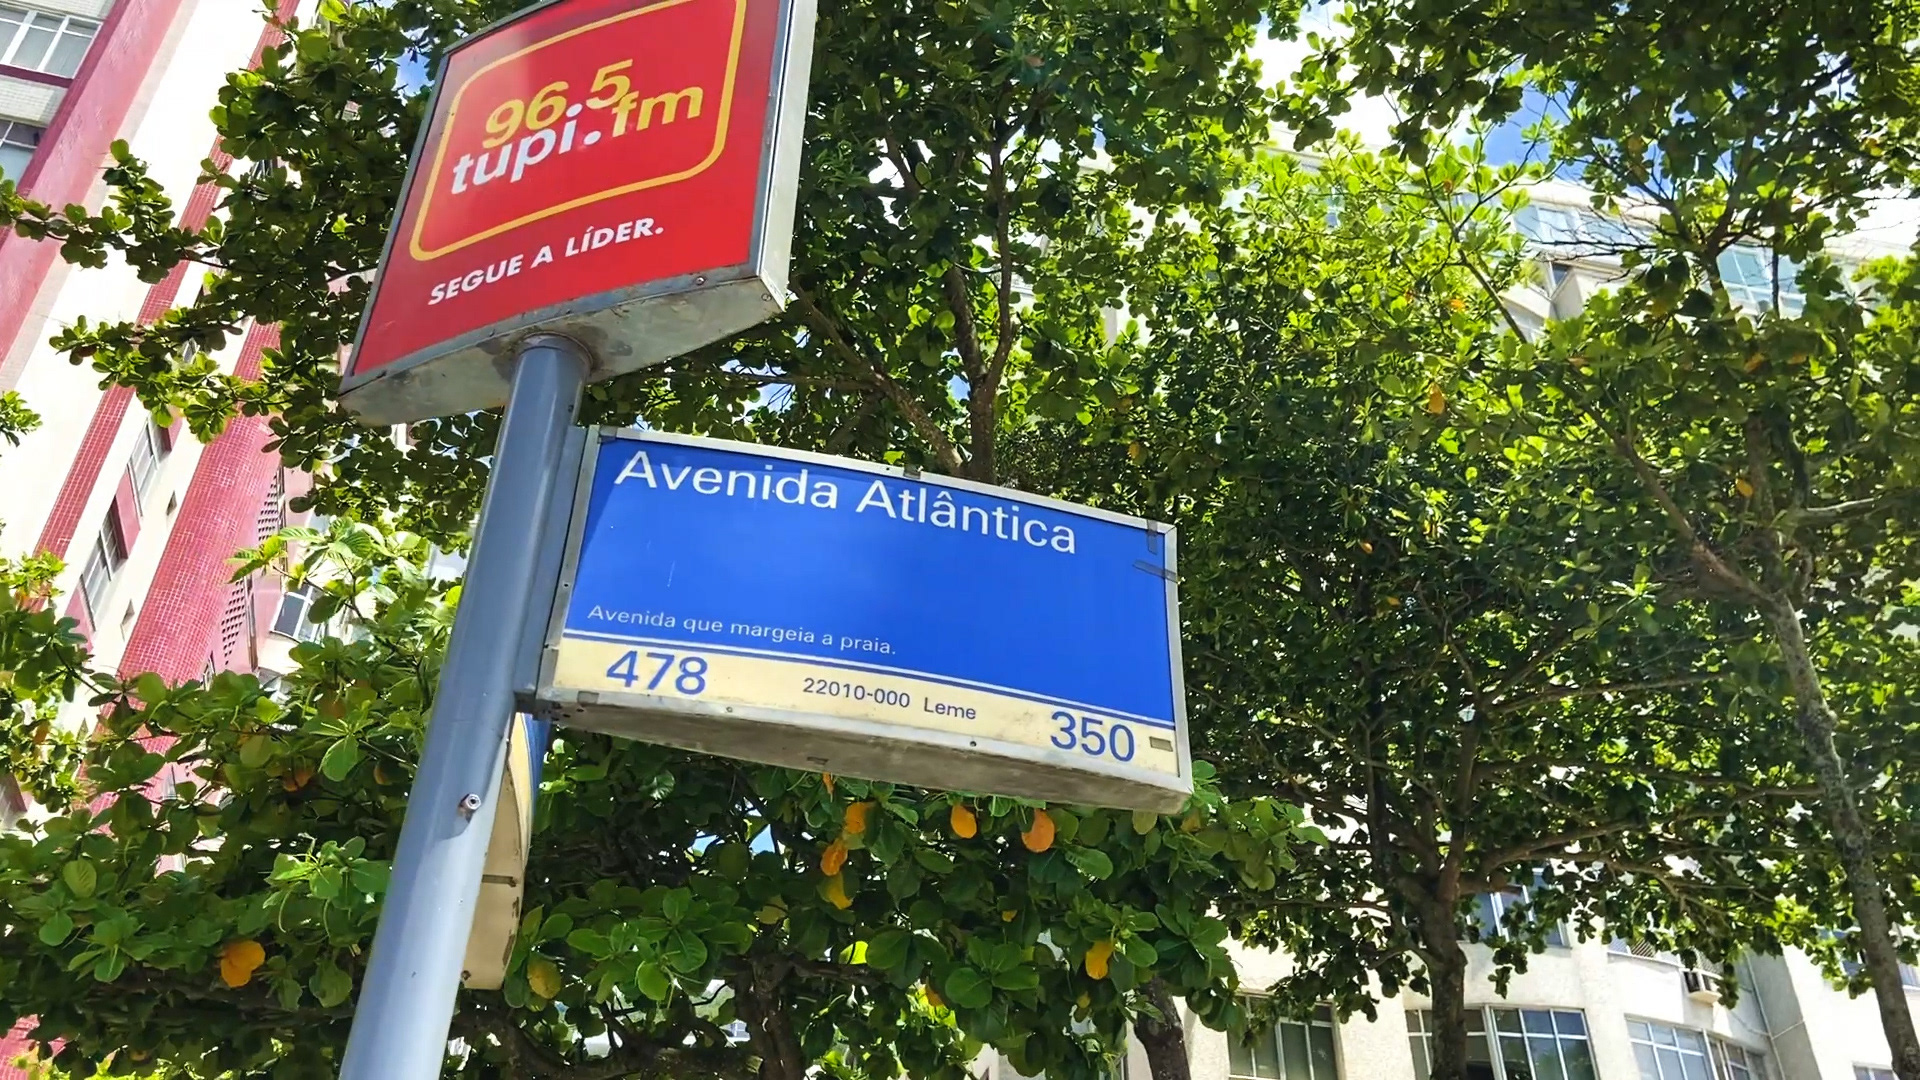 96.5
tupi.fm
SEGUE A LÍDER.
Avenida Atlântica
Avenida que margeia a praia.
478 22010-000 Leme 350